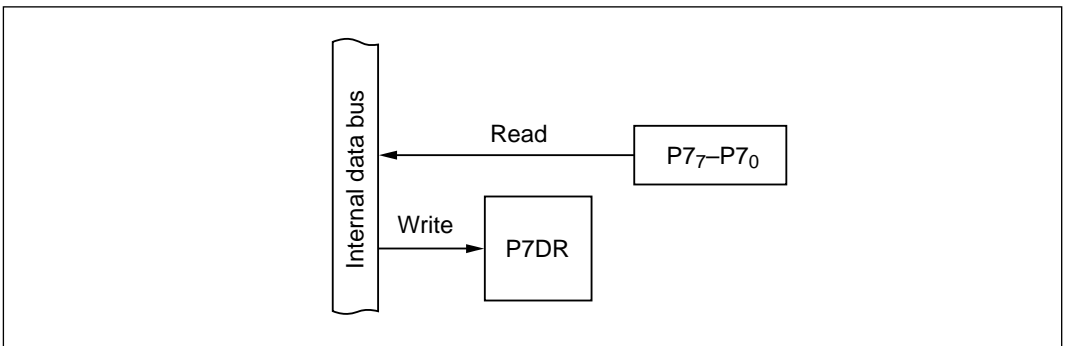 Internal data bus
Read
P7₇–P7₀
Write
P7DR